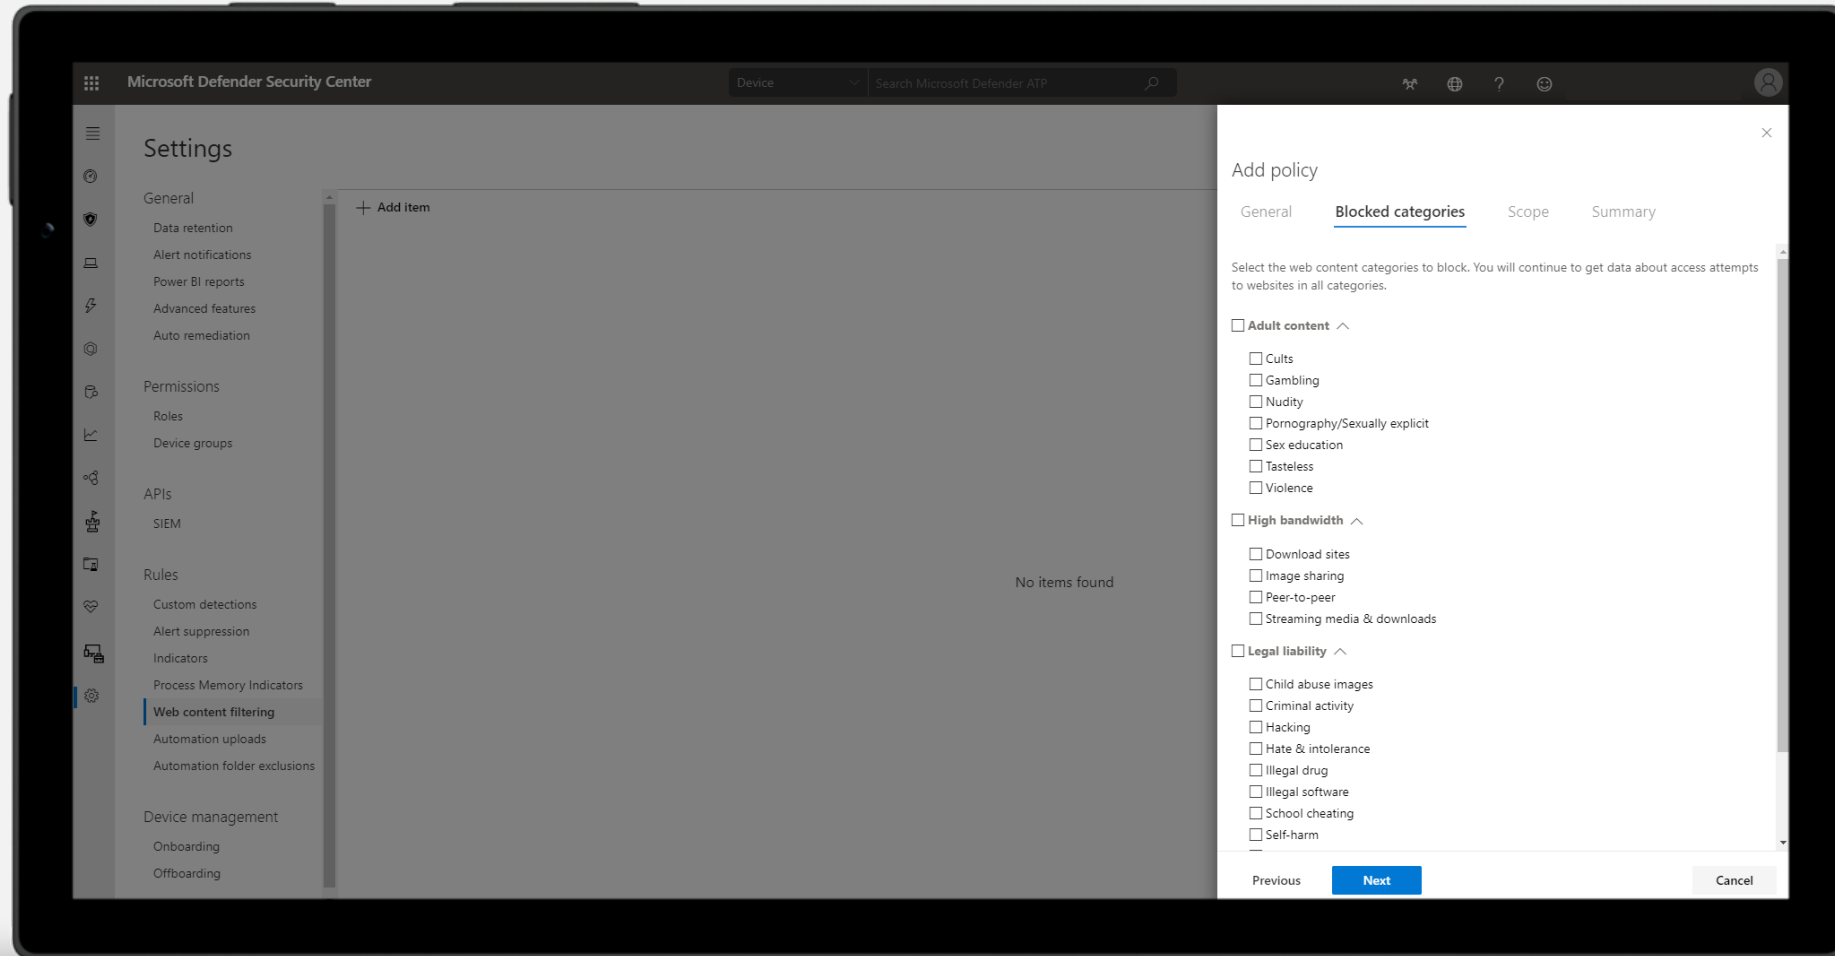 Microsoft Defender Security Center
Device
Search Microsoft Defender ATP
?
Settings
General
Data retention
Alert notifications
Power BI reports
Advanced features
Auto remediation
Permissions
Roles
Device groups
APIs
SIEM
Rules
Custom detections
Alert suppression
Indicators
Process Memory Indicators
Web content filtering
Automation uploads
Automation folder exclusions
Device management
Onboarding
Offboarding
+ Add item
No items found
Add policy
General Blocked categories Scope Summary
Select the web content categories to block. You will continue to get data about access attempts
to websites in all categories.
Adult content
Cults
Gambling
Nudity
Pornography/Sexually explicit
Sex education
Tasteless
Violence
High bandwidth
Download sites
Image sharing
Peer-to-peer
Streaming media & downloads
Legal liability
Child abuse images
Criminal activity
Hacking
Hate & intolerance
Illegal drug
Illegal software
School cheating
Self-harm
Previous Next Cancel